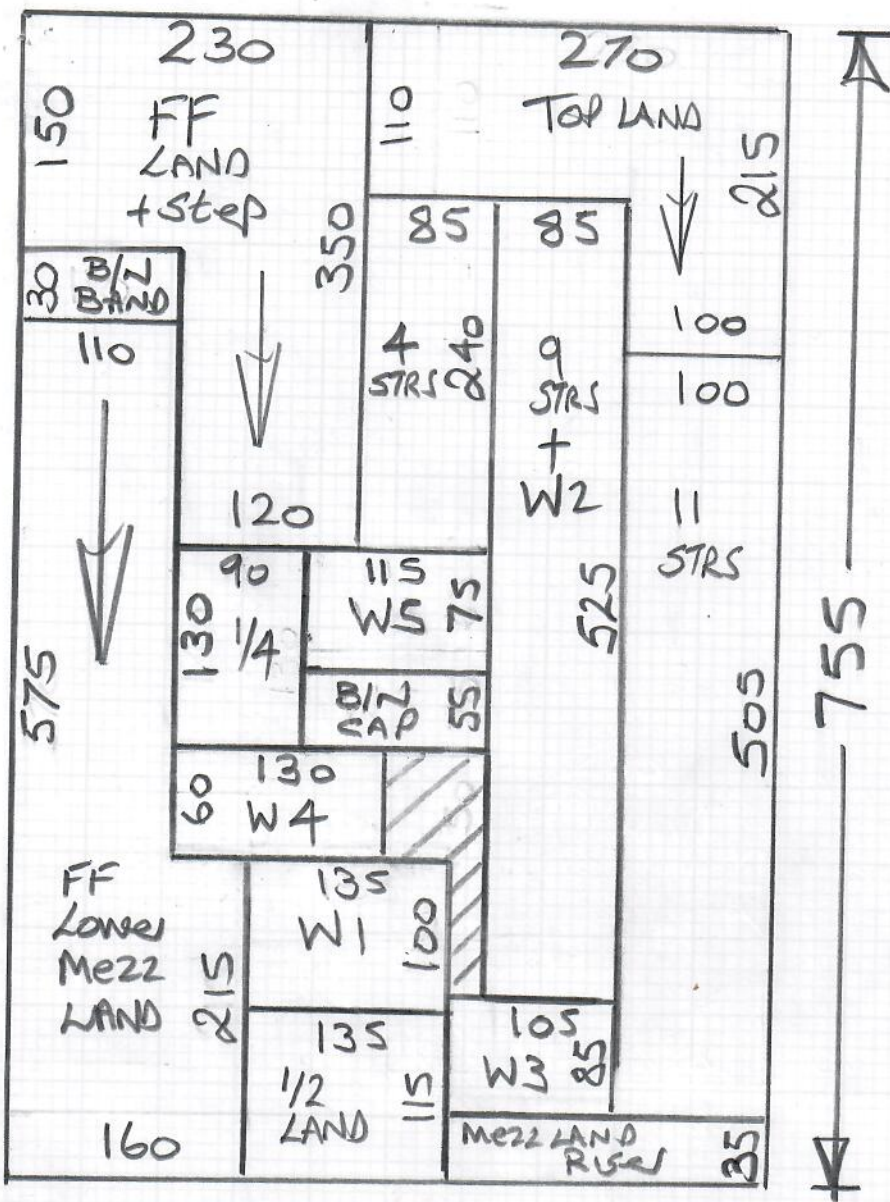 230
150
FF
LAND
+ Step
350
270
110
TOP LAND
215
100
30
B/N
BAND
110
85
4
STRS
240
85
9
STRS
+
W2
525
100
11
STRS
505
755
120
90
130
1/4
115
W5
75
B/N
CAP
55
575
130
60
W4
FF
Lower
Mezz
LAND
215
160
135
W1
100
135
1/2
LAND
115
105
W3
85
Mezz LAND
Riser
35